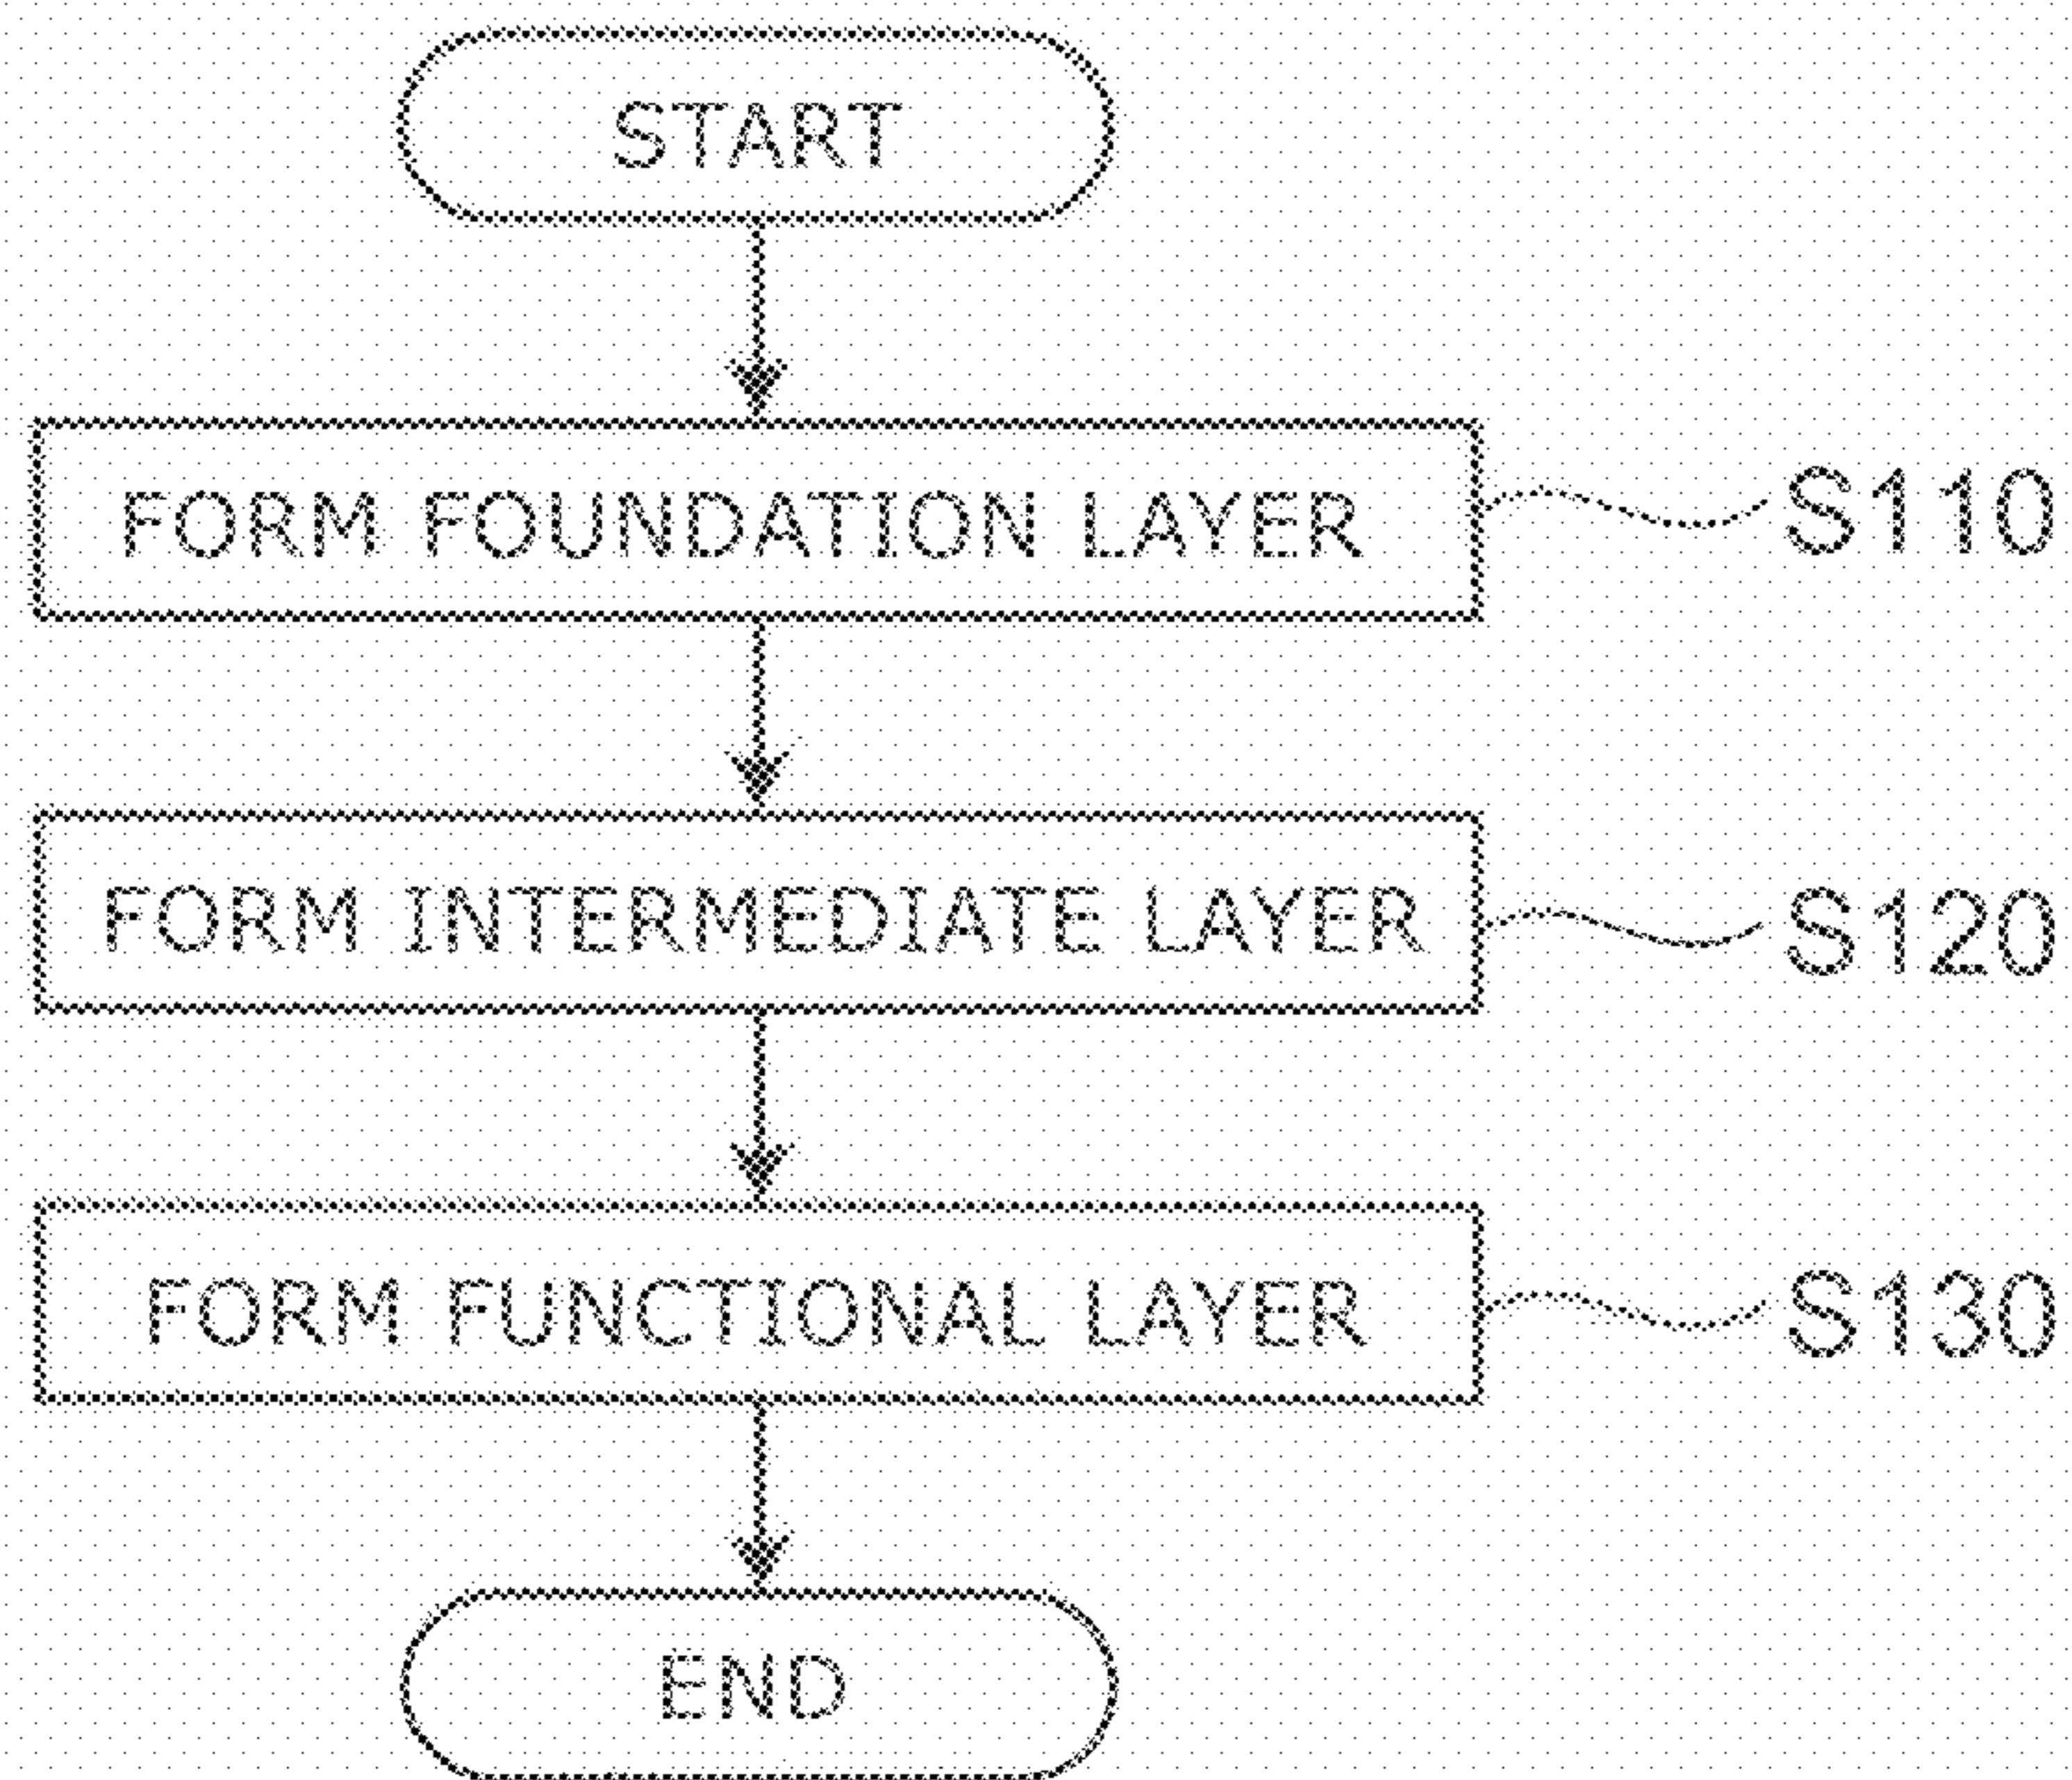 START
FORM FOUNDATION LAYER S110
FORM INTERMEDIATE LAYER S120
FORM FUNCTIONAL LAYER S130
END